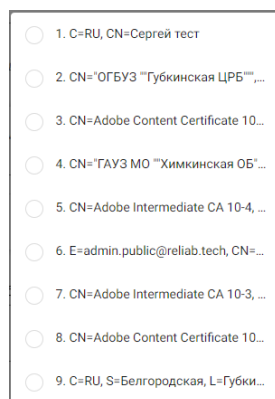 1. C=RU, CN=Сергей тест
2. CN="ОГБУЗ ""Губкинская ЦРБ""",...
3. CN=Adobe Content Certificate 10...
4. CN="ГАУЗ МО ""Химкинская ОБ"...
5. CN=Adobe Intermediate CA 10-4, ...
6. E=admin.public@reliab.tech, CN=...
7. CN=Adobe Intermediate CA 10-3, ...
8. CN=Adobe Content Certificate 10...
9. C=RU, S=Белгородская, L=Губки...